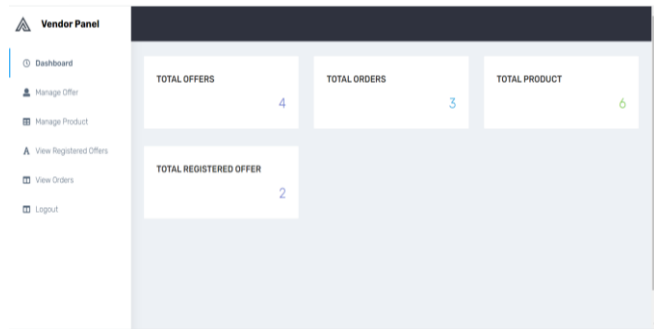 Vendor Panel
Dashboard
Manage Offer
Manage Product
View Registered Offers
View Orders
Logout
TOTAL OFFERS
4
TOTAL ORDERS
3
TOTAL PRODUCT
6
TOTAL REGISTERED OFFER
2